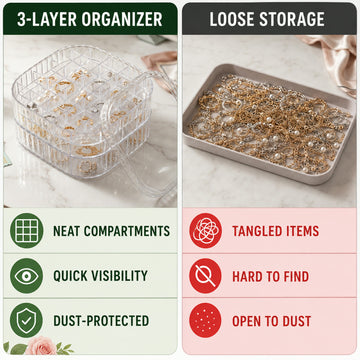 3-LAYER ORGANIZER
LOOSE STORAGE
NEAT COMPARTMENTS
TANGLED ITEMS
QUICK VISIBILITY
HARD TO FIND
DUST-PROTECTED
OPEN TO DUST